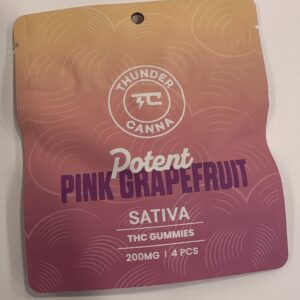 THUNDER
TC
CANNA
Potent
PINK GRAPEFRUIT
SATIVA
THC GUMMIES
200MG | 4 PCS